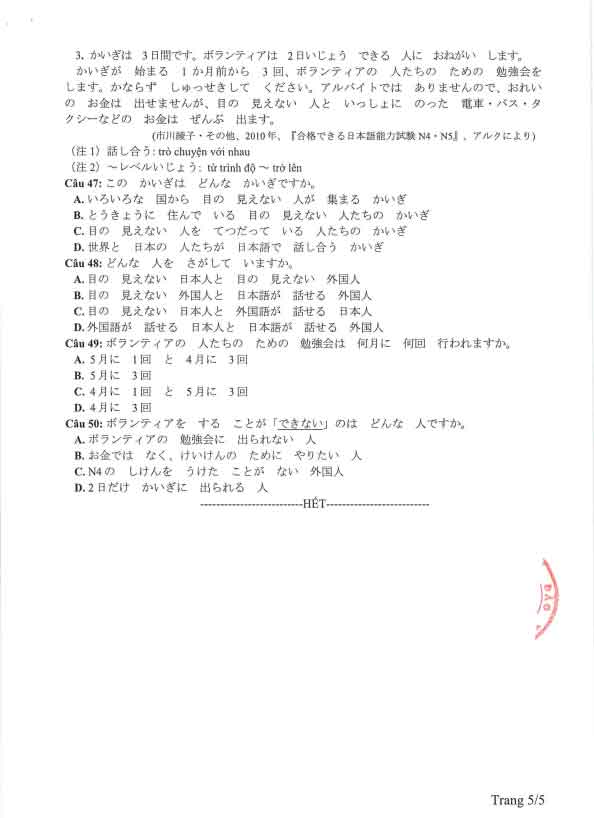 3. かいぎは　3日間です。ボランティアは　2日いじょう　できる　人に　おねがい　します。
かいぎが　始まる　1か月前から　3回、ボランティアの　人たちの　ための　勉強会を
します。かならず　しゅっせきして　ください。アルバイトでは　ありませんので、おれい
の　お金は　出せませんが、目の　見えない　人と　いっしょに　のった　電車・バス・タ
クシーなどの　お金は　ぜんぶ　出ます。
(市川綾子・その他、2010年、『合格できる日本語能力試験N4・N5』、アルクにより)
（注1）話し合う: trò chuyện với nhau
（注2）～レベルいじょう: từ trình độ ～ trở lên
Câu 47: この　かいぎは　どんな　かいぎですか。
A. いろいろな　国から　目の　見えない　人が　集まる　かいぎ
B. とうきょうに　住んで　いる　目の　見えない　人たちの　かいぎ
C. 目の　見えない　人を　てつだって　いる　人たちの　かいぎ
D. 世界と　日本の　人たちが　日本語で　話し合う　かいぎ
Câu 48: どんな　人を　さがして　いますか。
A. 目の　見えない　日本人と　目の　見えない　外国人
B. 目の　見えない　外国人と　日本語が　話せる　外国人
C. 目の　見えない　日本人と　外国語が　話せる　日本人
D. 外国語が　話せる　日本人と　日本語が　話せる　外国人
Câu 49: ボランティアの　人たちの　ための　勉強会は　何月に　何回　行われますか。
A. 5月に　1回　と　4月に　3回
B. 5月に　3回
C. 4月に　1回　と　5月に　3回
D. 4月に　3回
Câu 50: ボランティアを　する　ことが「できない」のは　どんな　人ですか。
A. ボランティアの　勉強会に　出られない　人
B. お金では　なく、けいけんの　ために　やりたい　人
C. N4の　しけんを　うけた　ことが　ない　外国人
D. 2日だけ　かいぎに　出られる　人
--------------------------HẾT--------------------------
Trang 5/5